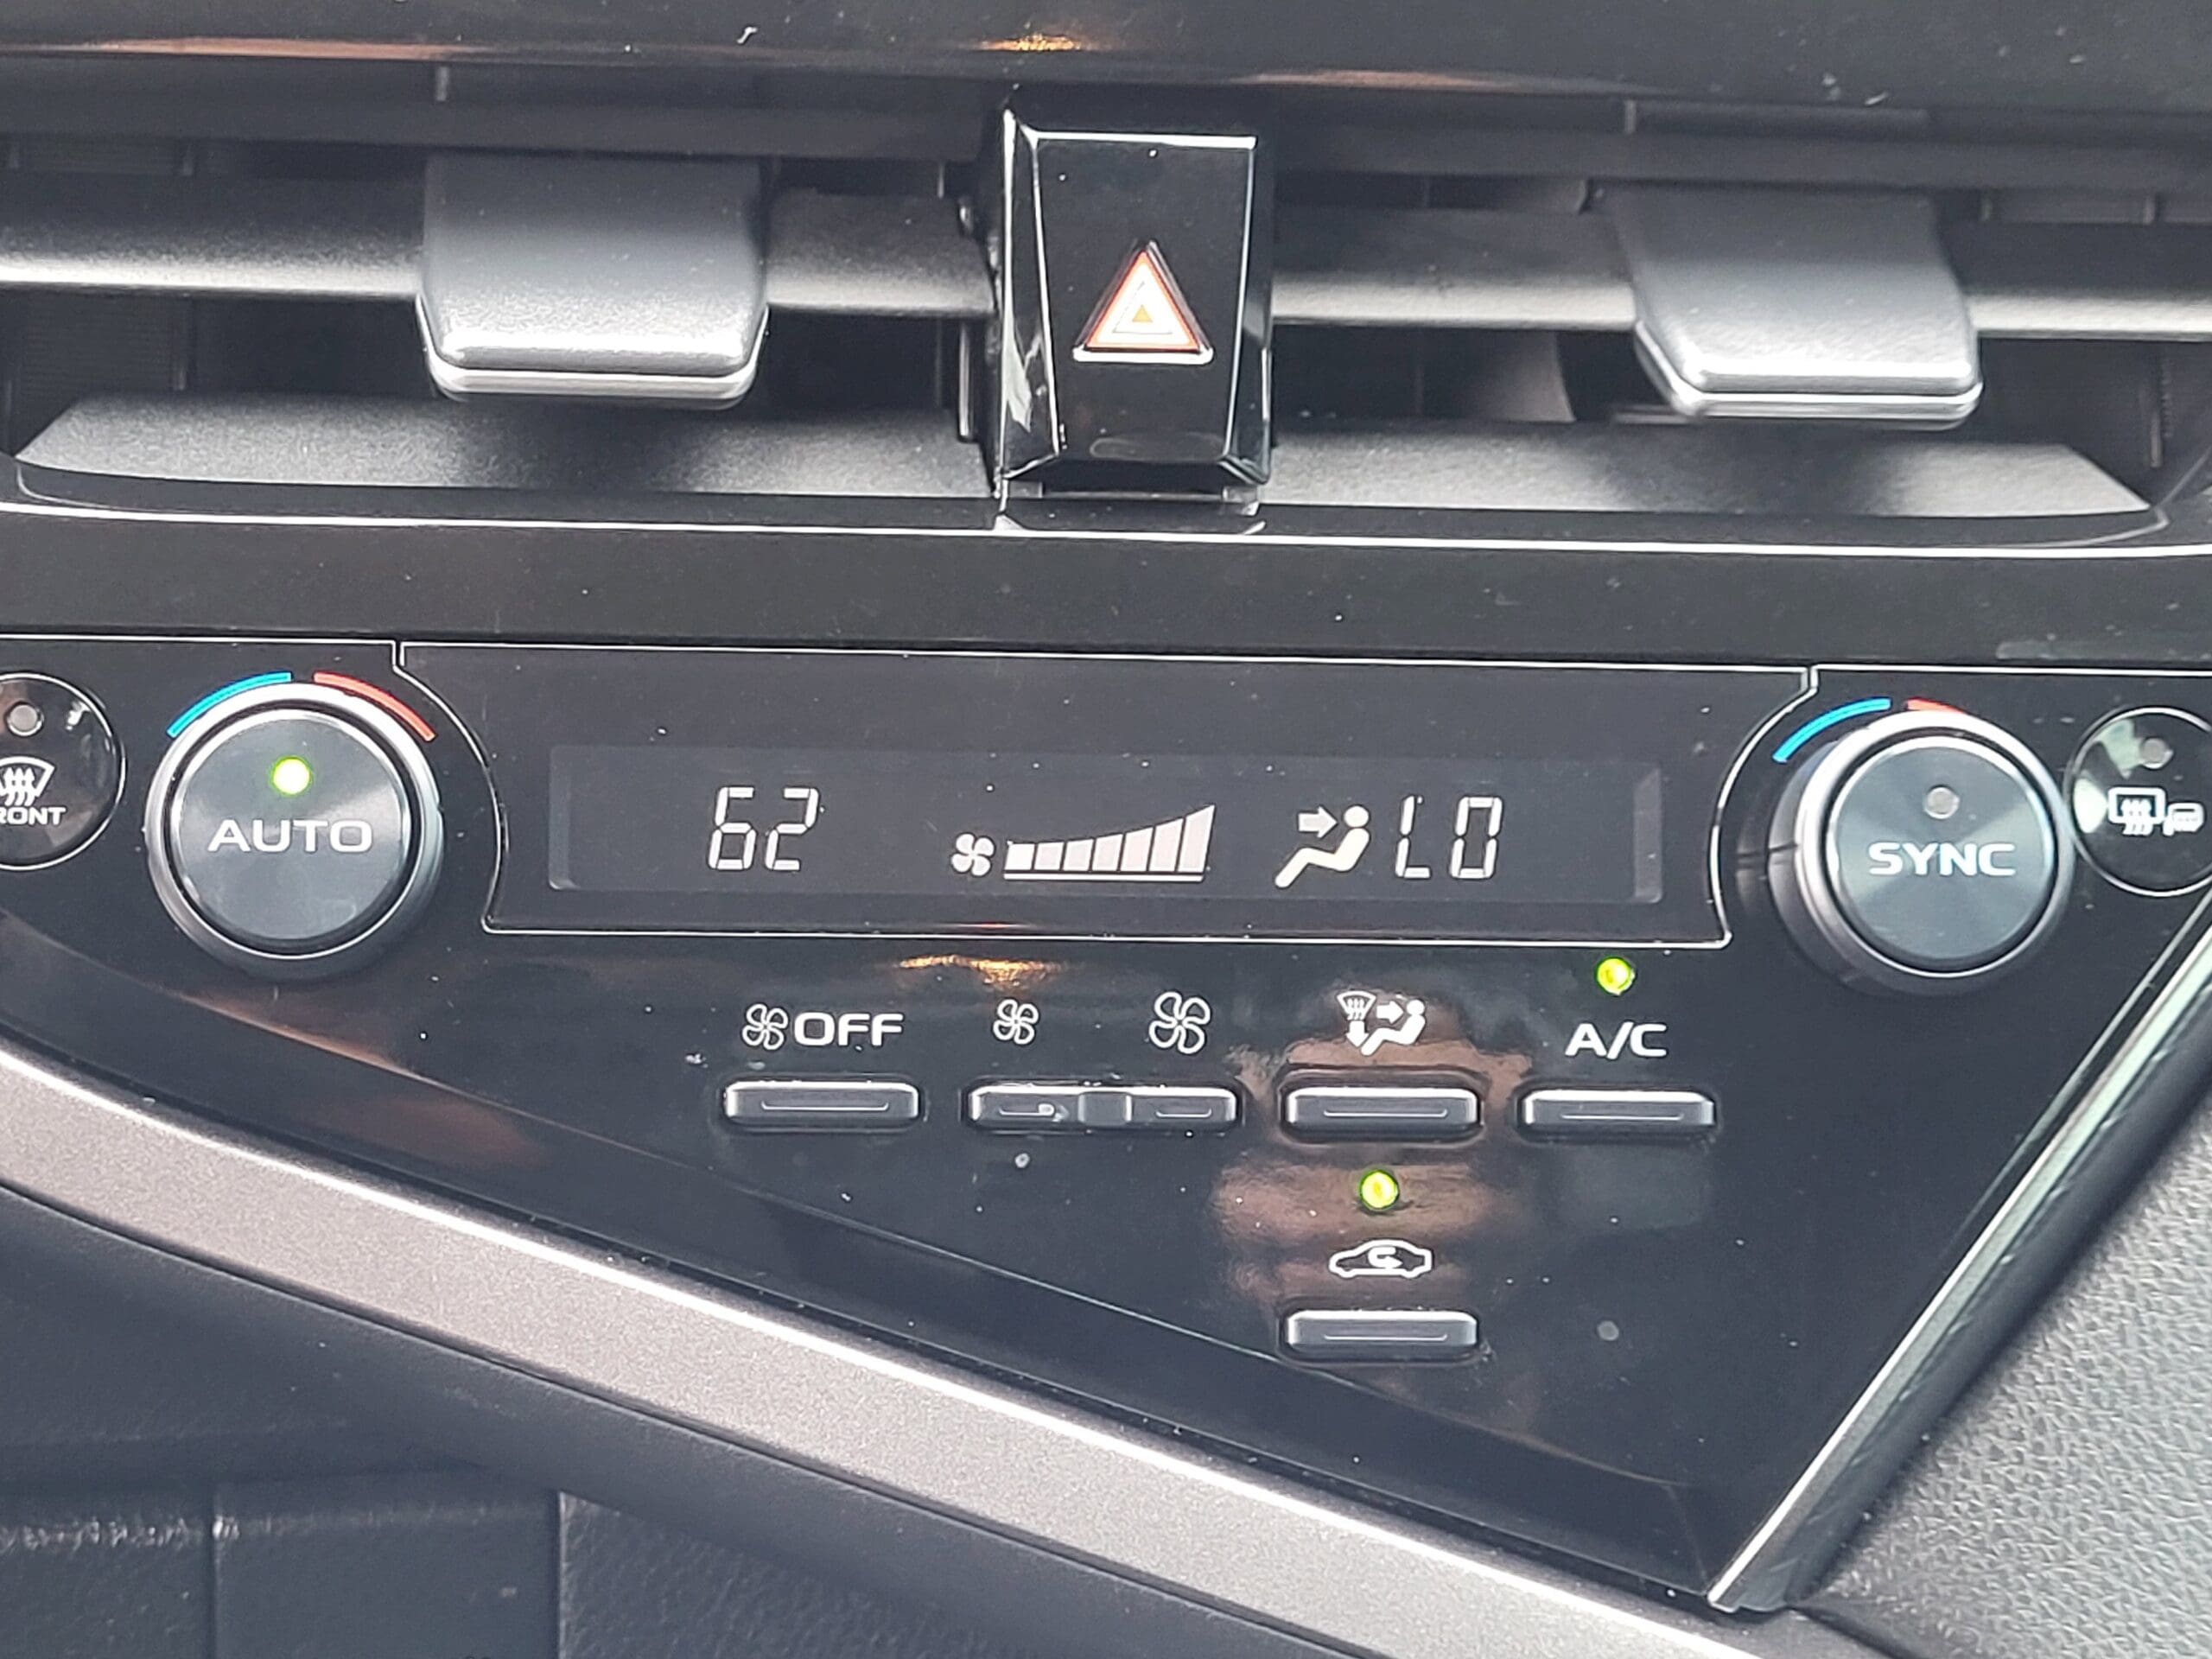 62 LO
AUTO
SYNC
RONT
OFF
A/C